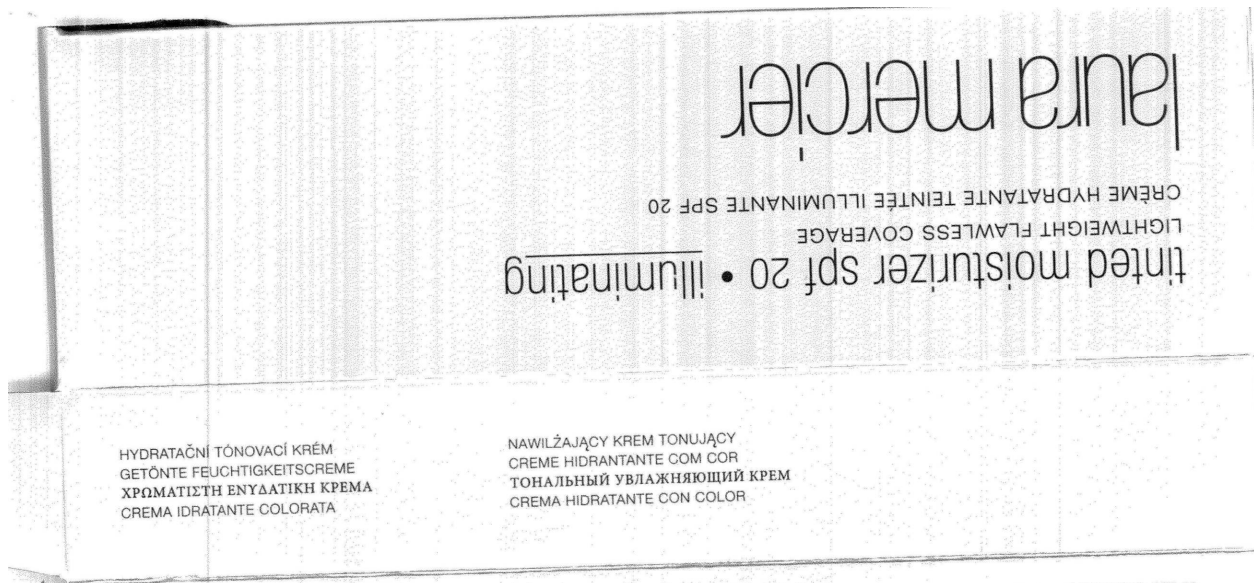 laura mercier
CRÈME HYDRATANTE TEINTÉE ILLUMINANTE SPF 20
LIGHTWEIGHT FLAWLESS COVERAGE
tinted moisturizer spf 20 • illuminating
HYDRATAČNÍ TÓNOVACÍ KRÉM
GETÖNTE FEUCHTIGKEITSCREME
ΧΡΩΜΑΤΙΣΤΗ ΕΝΥΔΑΤΙΚΗ ΚΡΕΜΑ
CREMA IDRATANTE COLORATA
NAWILŻAJĄCY KREM TONUJĄCY
CREME HIDRANTANTE COM COR
ТОНАЛЬНЫЙ УВЛАЖНЯЮЩИЙ КРЕМ
CREMA HIDRATANTE CON COLOR